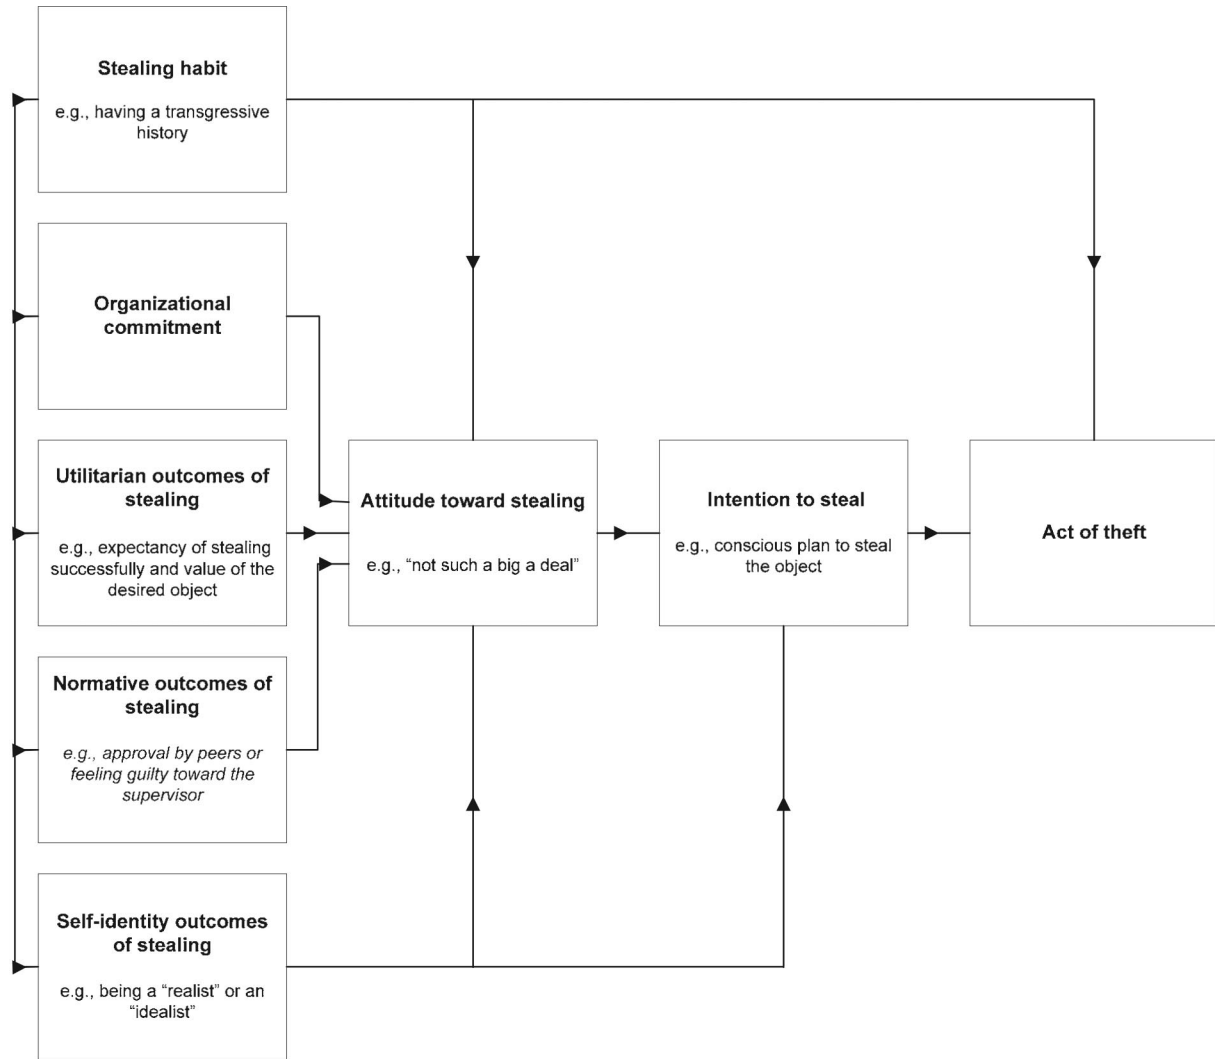 Stealing habit
e.g., having a transgressive
history
Organizational
commitment
Utilitarian outcomes of
stealing
e.g., expectancy of stealing
successfully and value of the
desired object
Normative outcomes of
stealing
e.g., approval by peers or
feeling guilty toward the
supervisor
Self-identity outcomes
of stealing
e.g., being a “realist” or an
“idealist”
Attitude toward stealing
e.g., “not such a big a deal”
Intention to steal
e.g., conscious plan to steal
the object
Act of theft